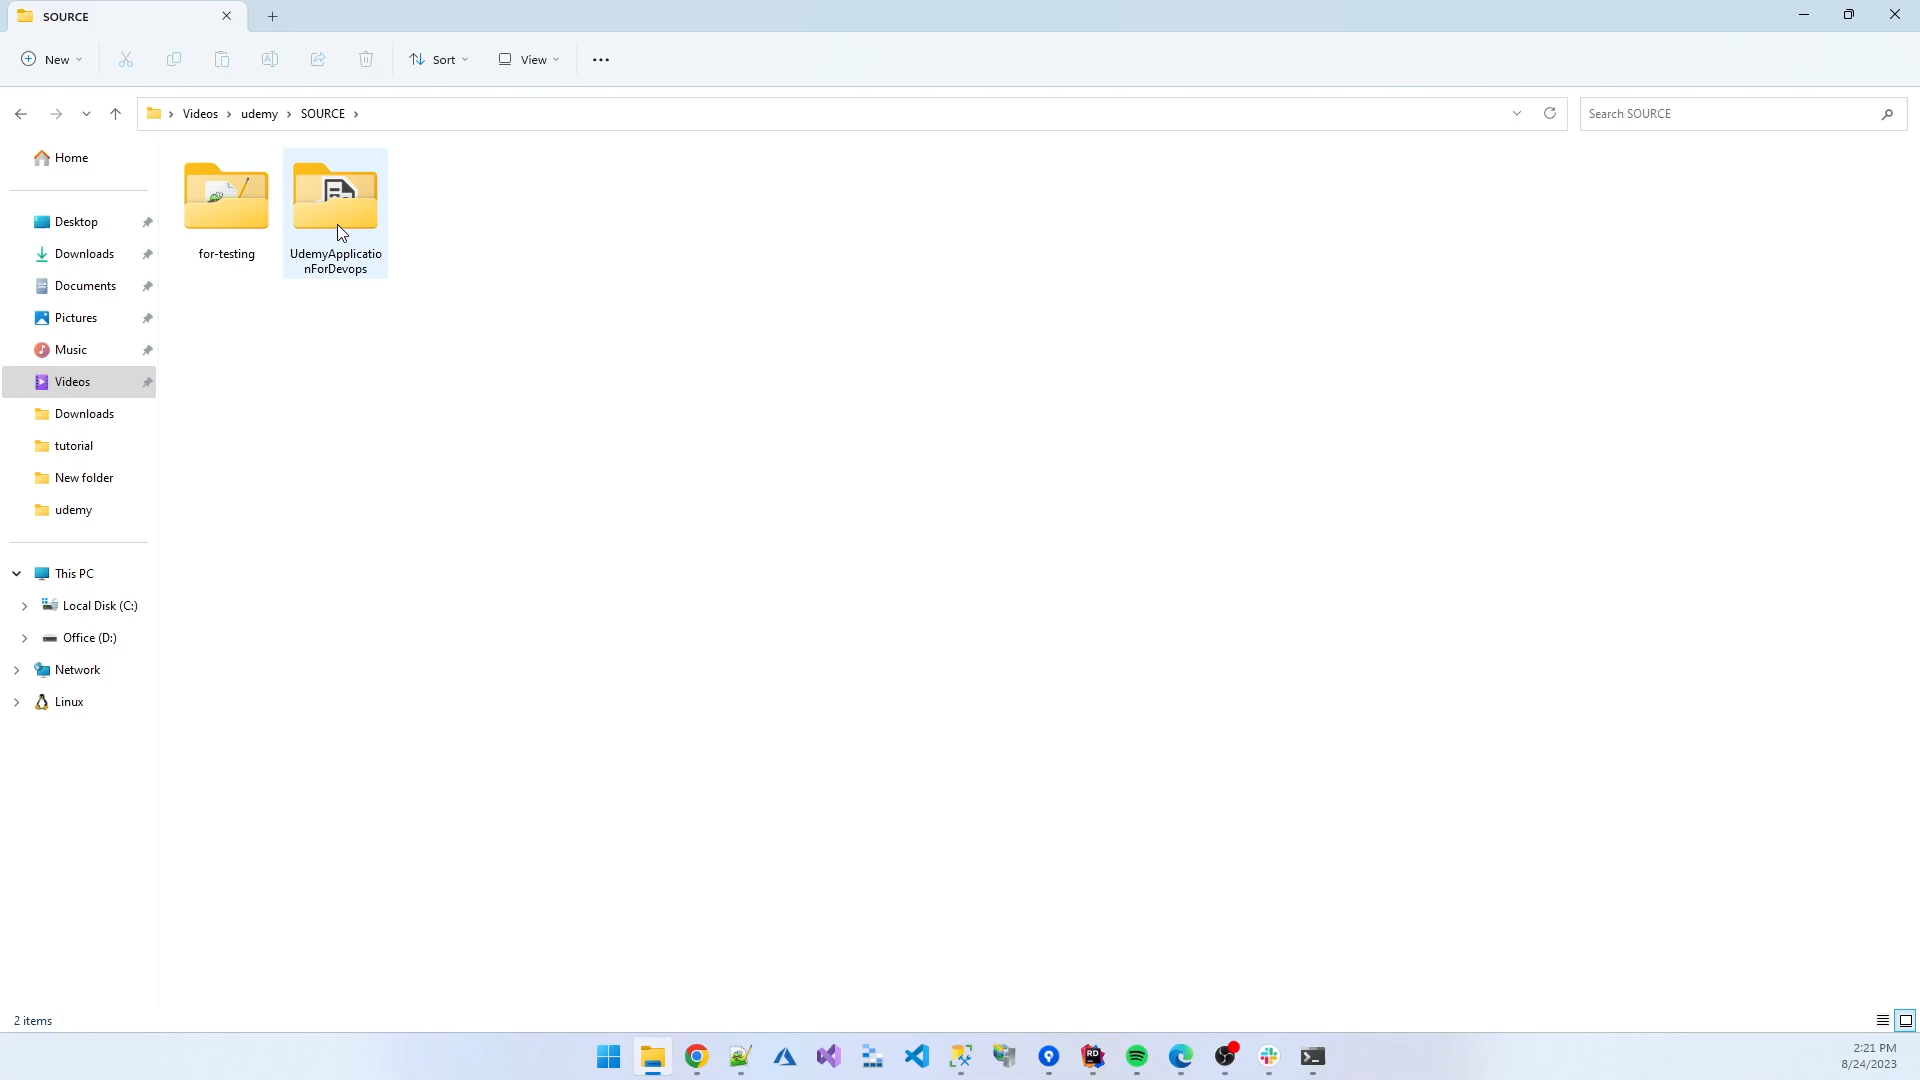 SOURCE
New
Sort
View
Videos
udemy
SOURCE
Search SOURCE
Home
Desktop
Downloads
Documents
Pictures
Music
Videos
Downloads
tutorial
New folder
udemy
This PC
Local Disk (C:)
Office (D:)
Network
Linux
for-testing
UdemyApplicatio
nForDevops
2 items
RD
2:21 PM
8/24/2023